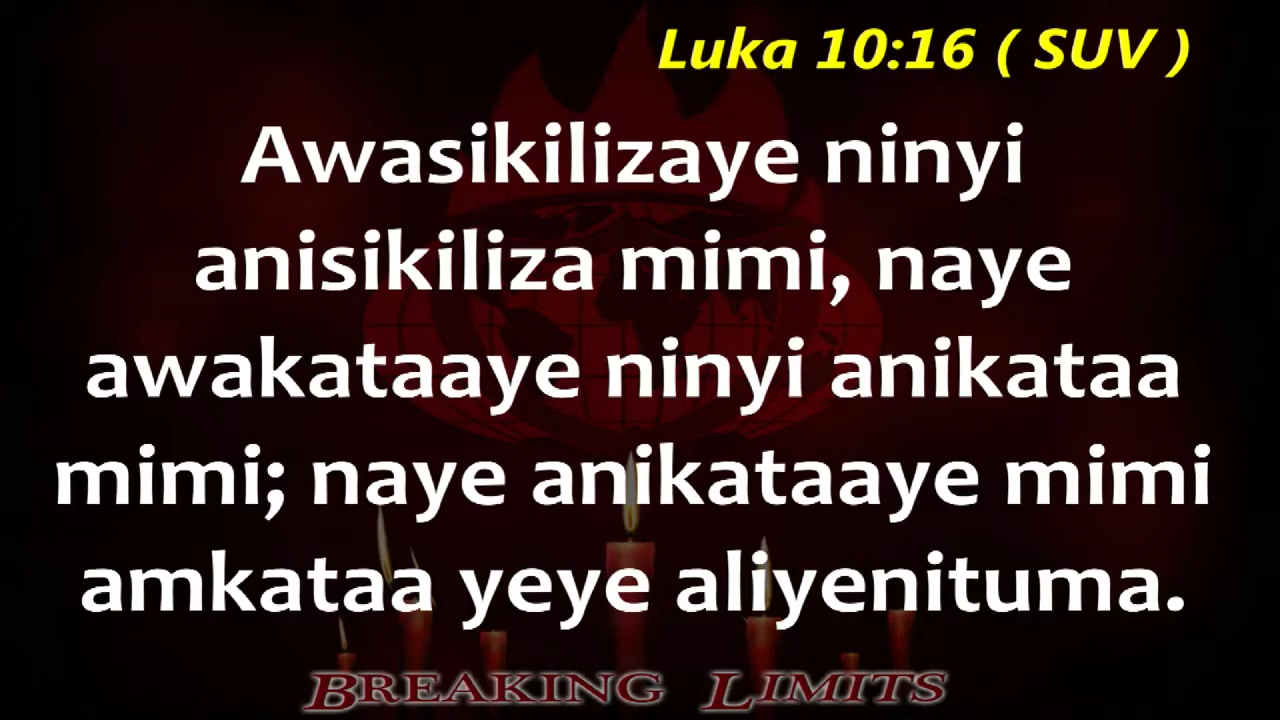 Luka 10:16 ( SUV )
Awasikilizaye ninyi
anisikiliza mimi, naye
awakataaye ninyi anikataa
mimi; naye anikataaye mimi
amkataa yeye aliyenituma.
BREAKING LIMITS